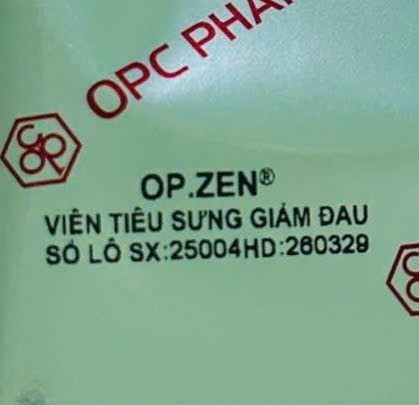 OPC PHA
OP.ZEN®
VIÊN TIÊU SƯNG GIẢM ĐAU
SỐ LÔ SX:25004HD:260329